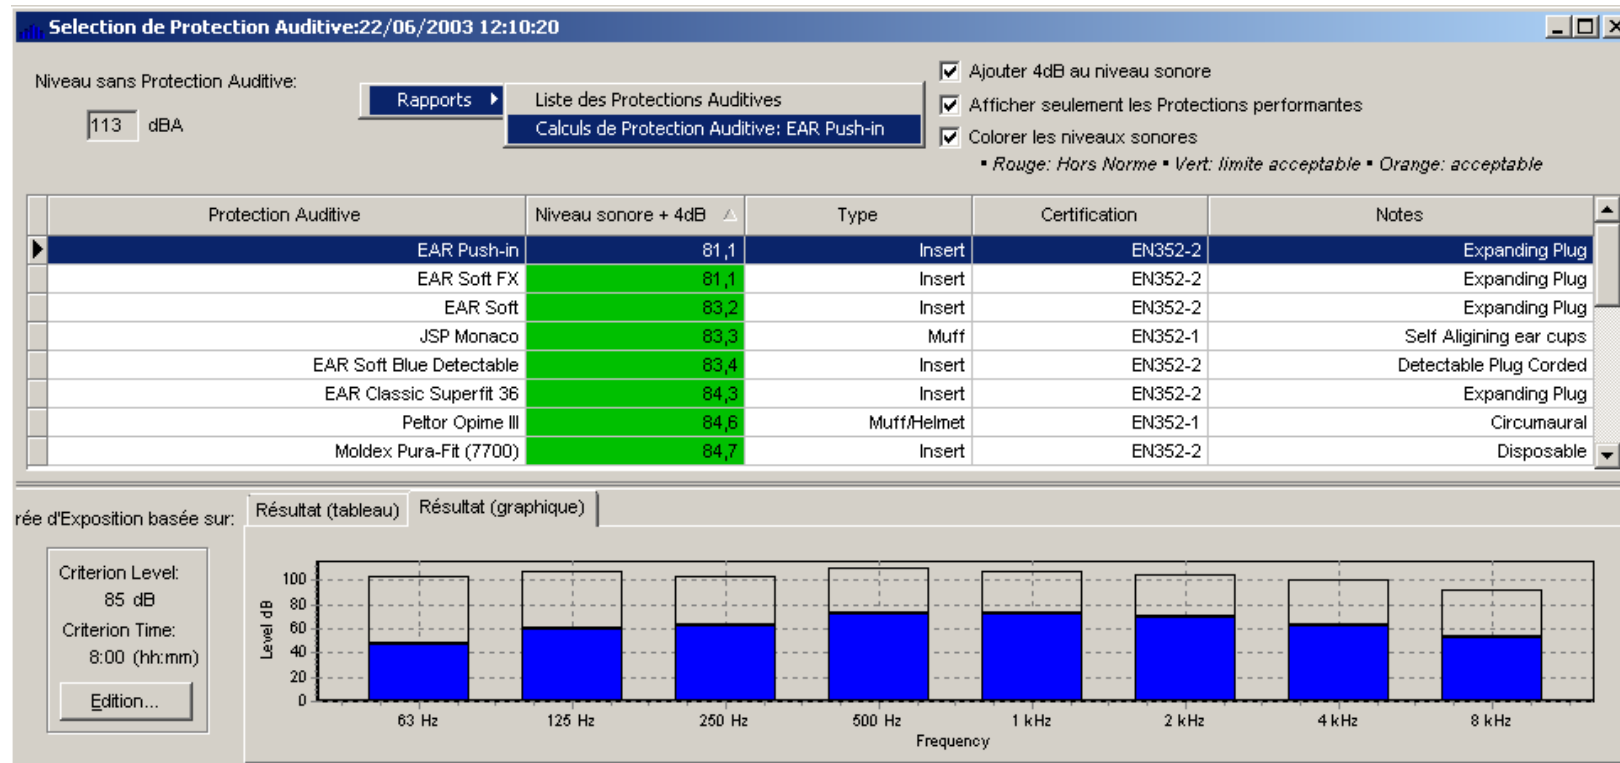 Selection de Protection Auditive:22/06/2003 12:10:20
Niveau sans Protection Auditive:
113 dBA
Rapports
Liste des Protections Auditives
Calculs de Protection Auditive: EAR Push-in
Ajouter 4dB au niveau sonore
Afficher seulement les Protections performantes
Colorer les niveaux sonores
▪ Rouge: Hors Norme ▪ Vert: limite acceptable ▪ Orange: acceptable
Protection Auditive Niveau sonore + 4dB Type Certification Notes
EAR Push-in 81,1 Insert EN352-2 Expanding Plug
EAR Soft FX 81,1 Insert EN352-2 Expanding Plug
EAR Soft 83,2 Insert EN352-2 Expanding Plug
JSP Monaco 83,3 Muff EN352-1 Self Aligining ear cups
EAR Soft Blue Detectable 83,4 Insert EN352-2 Detectable Plug Corded
EAR Classic Superfit 36 84,3 Insert EN352-2 Expanding Plug
Peltor Opime III 84,6 Muff/Helmet EN352-1 Circumaural
Moldex Pura-Fit (7700) 84,7 Insert EN352-2 Disposable
rée d'Exposition basée sur:
Criterion Level:
85 dB
Criterion Time:
8:00 (hh:mm)
Edition...
Résultat (tableau) Résultat (graphique)
Level dB
100
80
60
40
20
0
63 Hz 125 Hz 250 Hz 500 Hz 1 kHz 2 kHz 4 kHz 8 kHz
Frequency